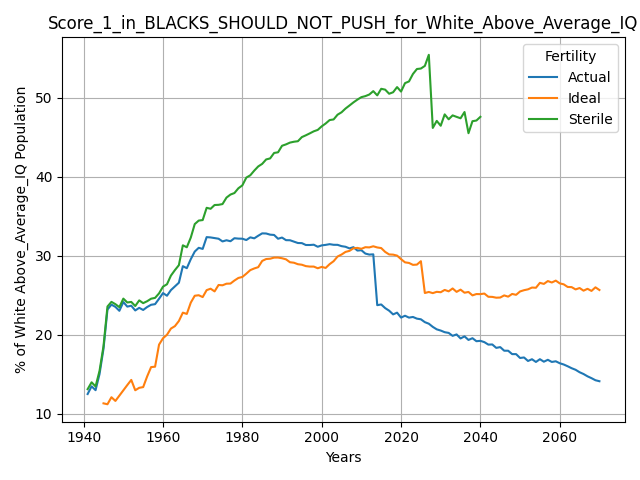 Score_1_in_BLACKS_SHOULD_NOT_PUSH_for_White_Above_Average_IQ
% of White Above_Average_IQ Population
50
40
30
20
10
1940 1960 1980 2000 2020 2040 2060
Years
Fertility
Actual
Ideal
Sterile